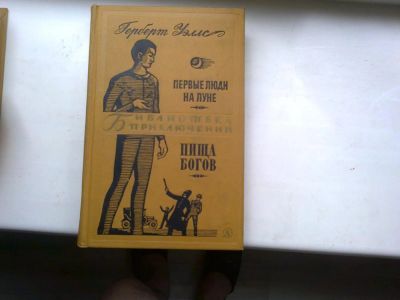 Герберт Уэллс
ПЕРВЫЕ ЛЮДИ
НА ЛУНЕ
БИБЛИОТЕКА
ПРИКЛЮЧЕНИЙ
ПИЩА
БОГОВ